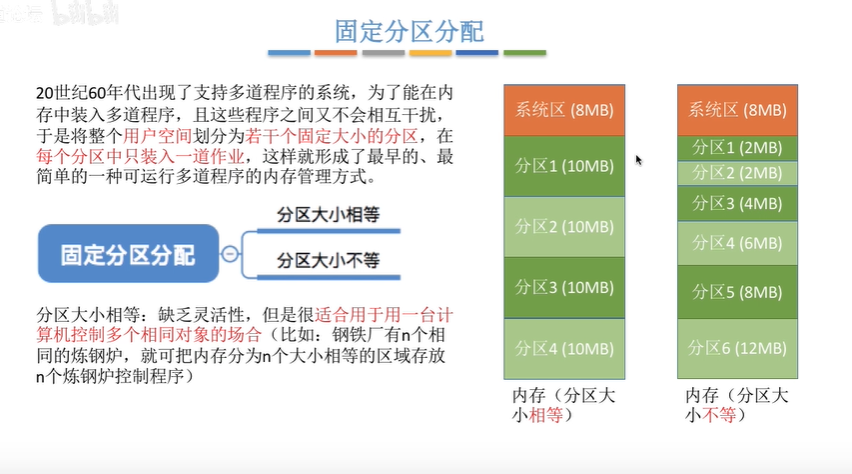 固定分区分配
20世纪60年代出现了支持多道程序的系统，为了能在内
存中装入多道程序，且这些程序之间又不会相互干扰，
于是将整个用户空间划分为若干个固定大小的分区，在
每个分区中只装入一道作业，这样就形成了最早的、最
简单的一种可运行多道程序的内存管理方式。
固定分区分配
分区大小相等
分区大小不等
分区大小相等：缺乏灵活性，但是很适合用于用一台计
算机控制多个相同对象的场合（比如：钢铁厂有n个相
同的炼钢炉，就可把内存分为n个大小相等的区域存放
n个炼钢炉控制程序）
系统区 (8MB)
分区1 (10MB)
分区2 (10MB)
分区3 (10MB)
分区4 (10MB)
内存（分区大
小相等）
系统区 (8MB)
分区1 (2MB)
分区2 (2MB)
分区3 (4MB)
分区4 (6MB)
分区5 (8MB)
分区6 (12MB)
内存（分区大
小不等）